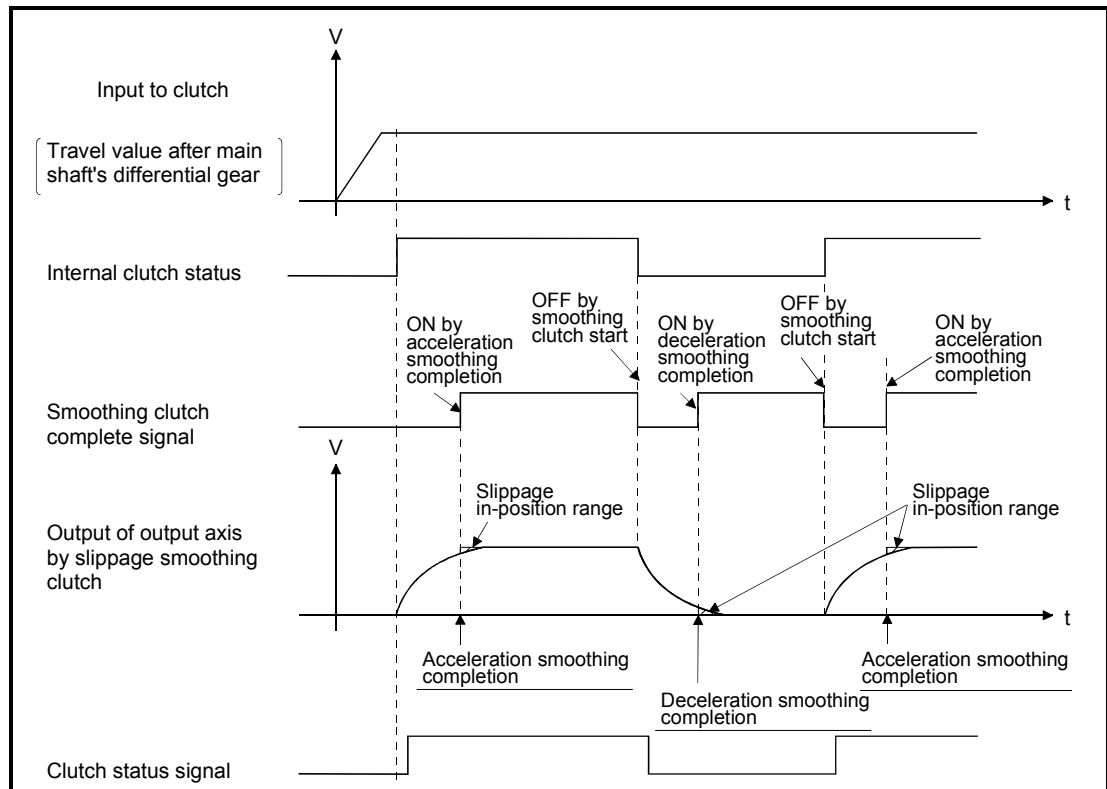 V
Input to clutch
Travel value after main
shaft's differential gear
t
Internal clutch status
ON by
acceleration
smoothing
completion
OFF by
smoothing
clutch start
ON by
deceleration
smoothing
completion
OFF by
smoothing
clutch start
ON by
acceleration
smoothing
completion
Smoothing clutch
complete signal
V
Slippage
in-position range
Slippage
in-position range
Output of output axis
by slippage smoothing
clutch
t
Acceleration smoothing
completion
Deceleration smoothing
completion
Acceleration smoothing
completion
Clutch status signal